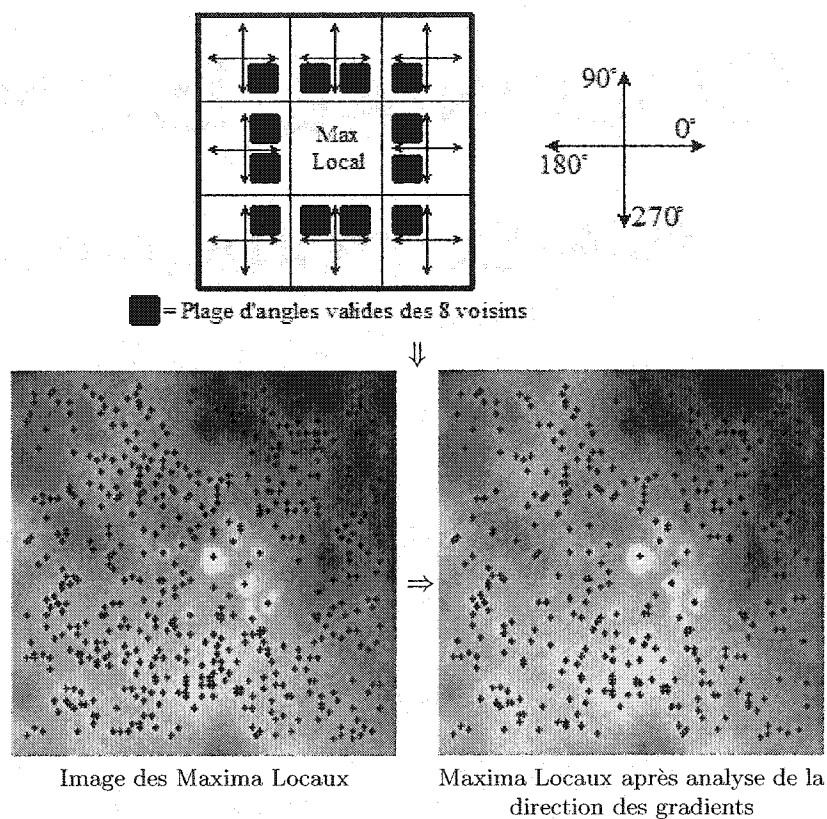 90°
0°
180°
270°
Max
Local
= Plage d'angles valides des 8 voisins
⇓
⇒
Image des Maxima Locaux
Maxima Locaux après analyse de la
direction des gradients